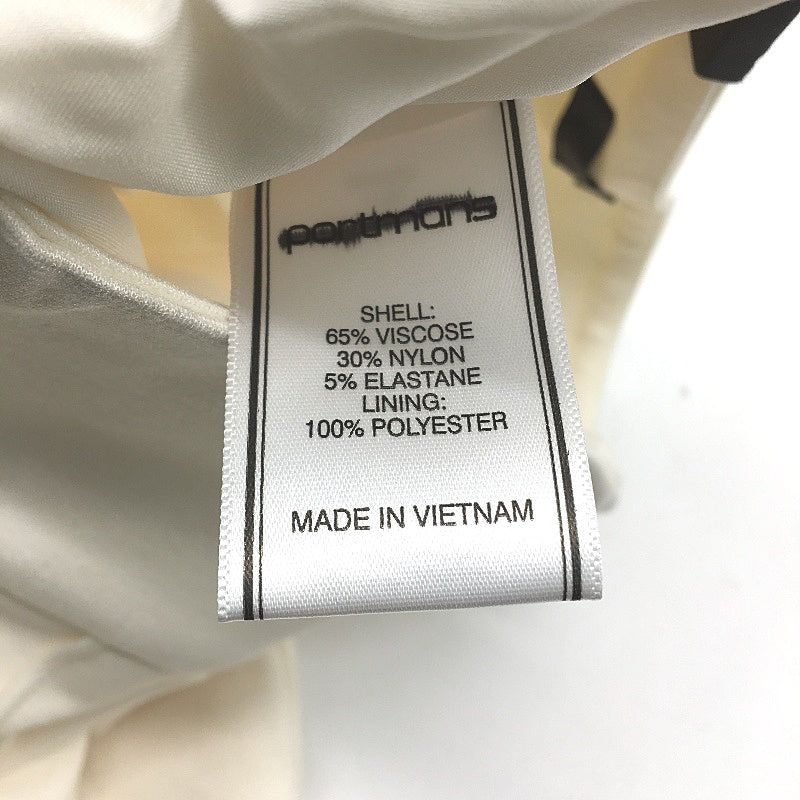 portmans
SHELL:
65% VISCOSE
30% NYLON
5% ELASTANE
LINING:
100% POLYESTER
MADE IN VIETNAM